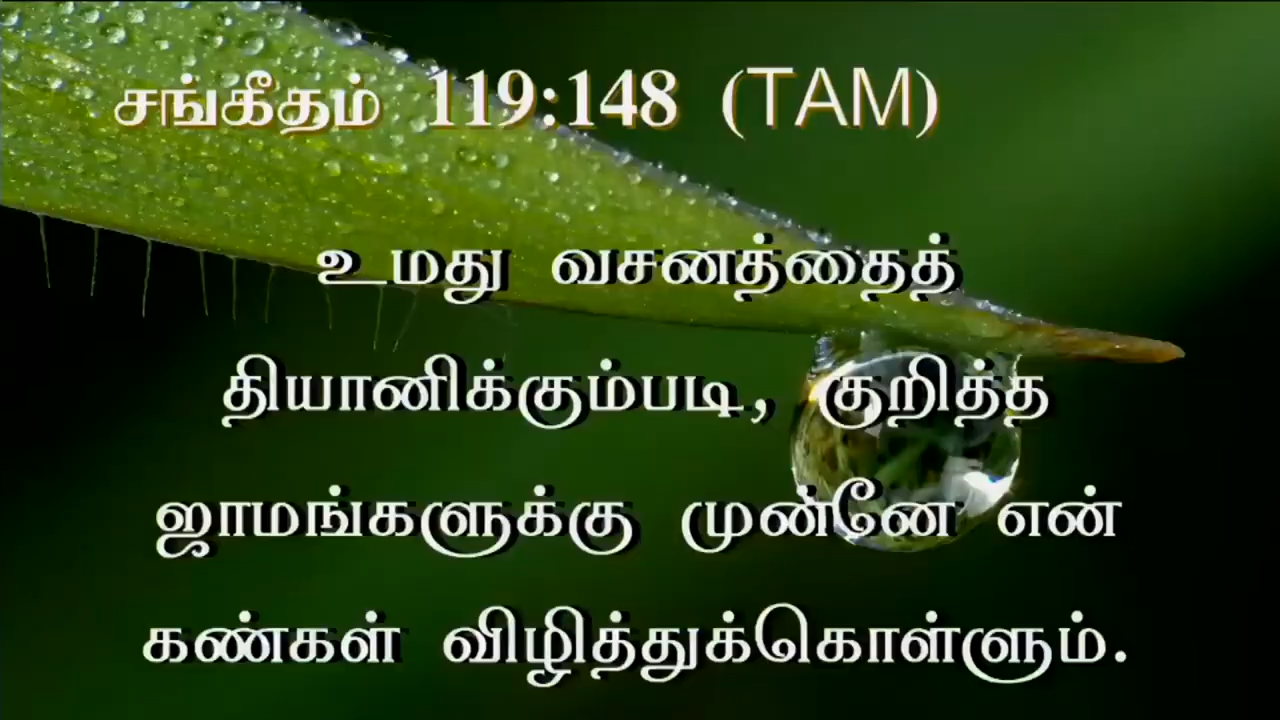 சங்கீதம் 119:148 (TAM)
உமது வசனத்தைத்
தியானிக்கும்படி, குறித்த
ஜாமங்களுக்கு முன்னே என்
கண்கள் விழித்துக்கொள்ளும்.